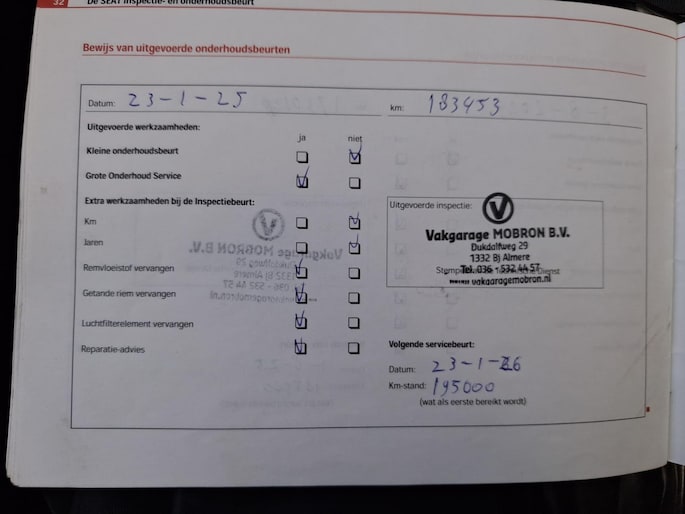 32 De SEAT inspectie- en onderhoudsbeurt
Bewijs van uitgevoerde onderhoudsbeurten
Datum: 23-1-25 km: 183453
Uitgevoerde werkzaamheden:
ja niet
Kleine onderhoudsbeurt
Grote Onderhoud Service
Extra werkzaamheden bij de Inspectiebeurt:
Km
Jaren
Remvloeistof vervangen
Getande riem vervangen
Luchtfilterelement vervangen
Reparatie-advies
Uitgevoerde inspectie:
Vakgarage MOBRON B.V.
Dukdalfweg 29
1332 BJ Almere
Tel. 036 - 532 44 57
www.vakgaragemobron.nl
Volgende servicebeurt:
Datum: 23-1-26
Km-stand: 195000
(wat als eerste bereikt wordt)